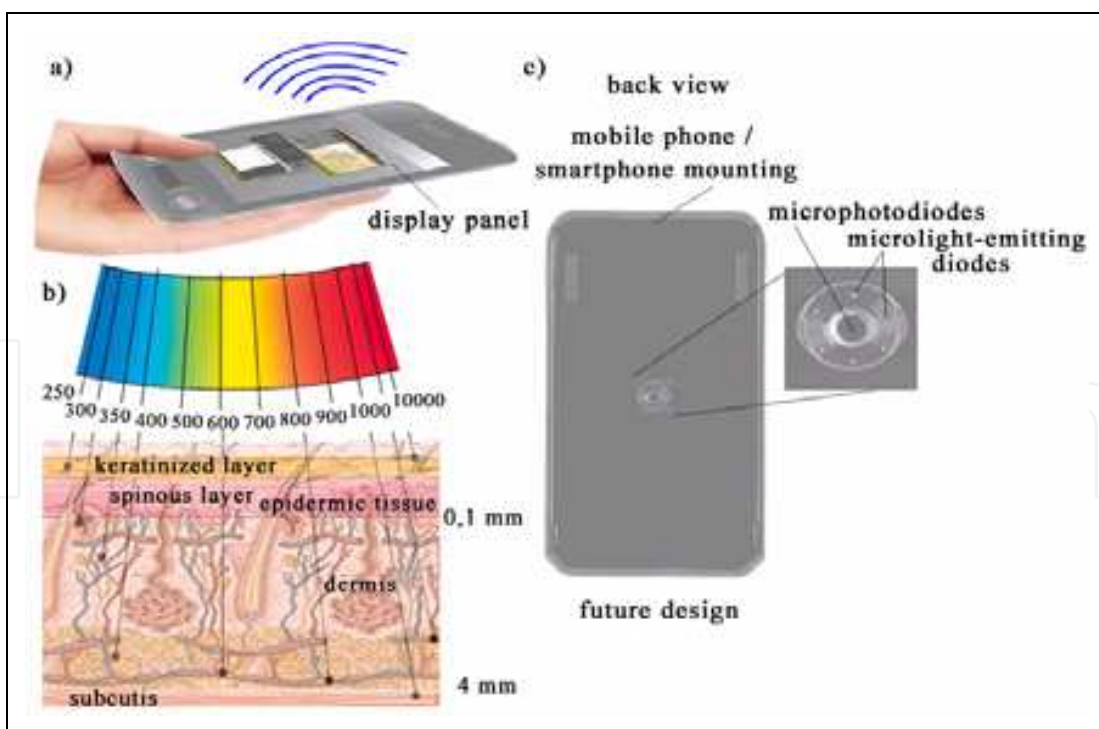 a)
display panel
b)
250
300
350
400
500
600
700
800
900
1000
10000
keratinized layer
spinous layer
epidermic tissue
0,1 mm
dermis
4 mm
subcutis
c)
back view
mobile phone /
smartphone mounting
microphotodiodes
microlight-emitting
diodes
future design